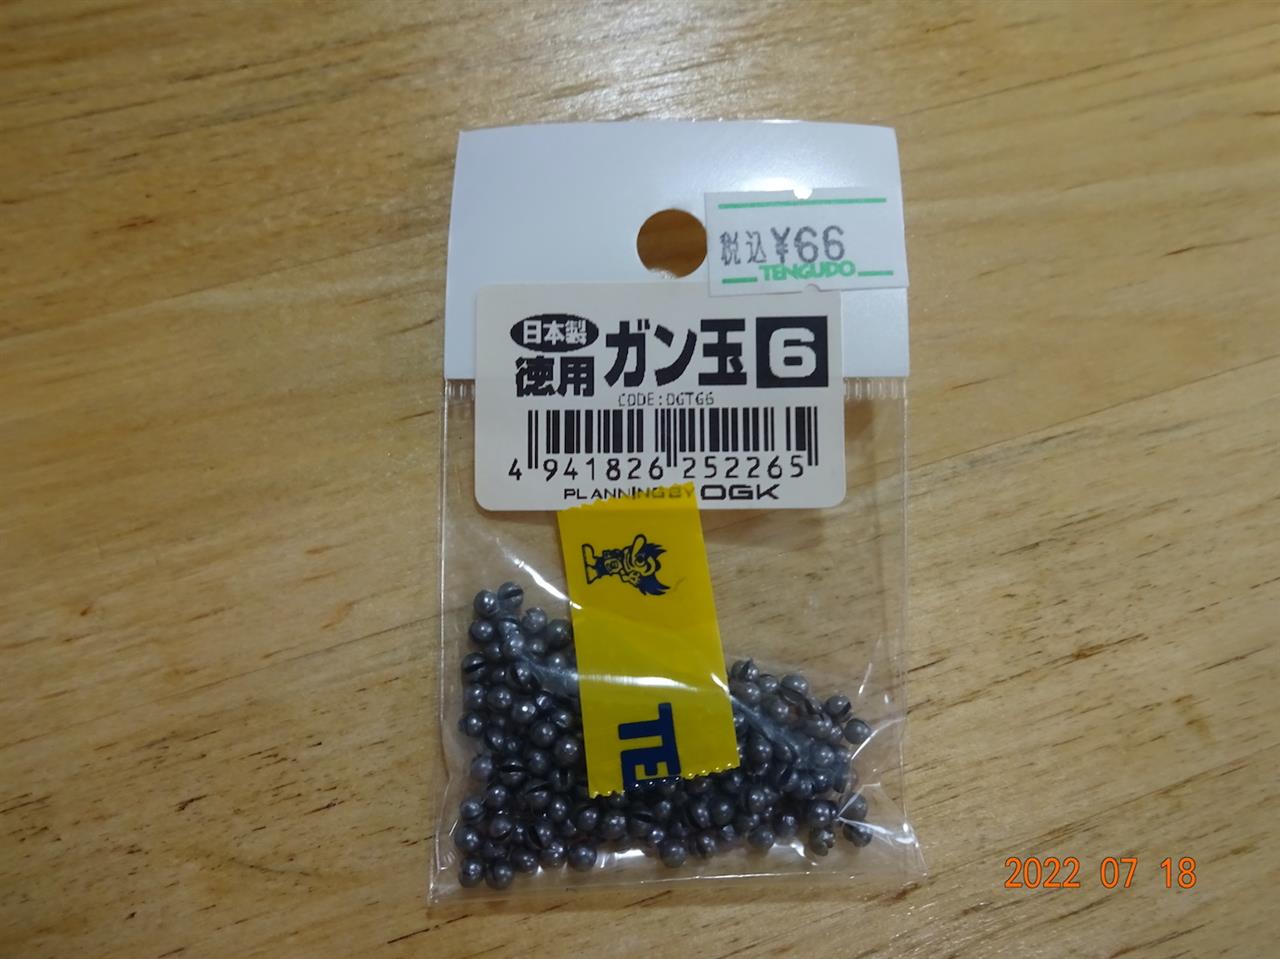 税込 ¥66
TENGUDO
日本製
徳用 ガン玉 6
CODE:OGTG6
4 941826 252265
PLANNING BY OGK
TE
2022 07 18